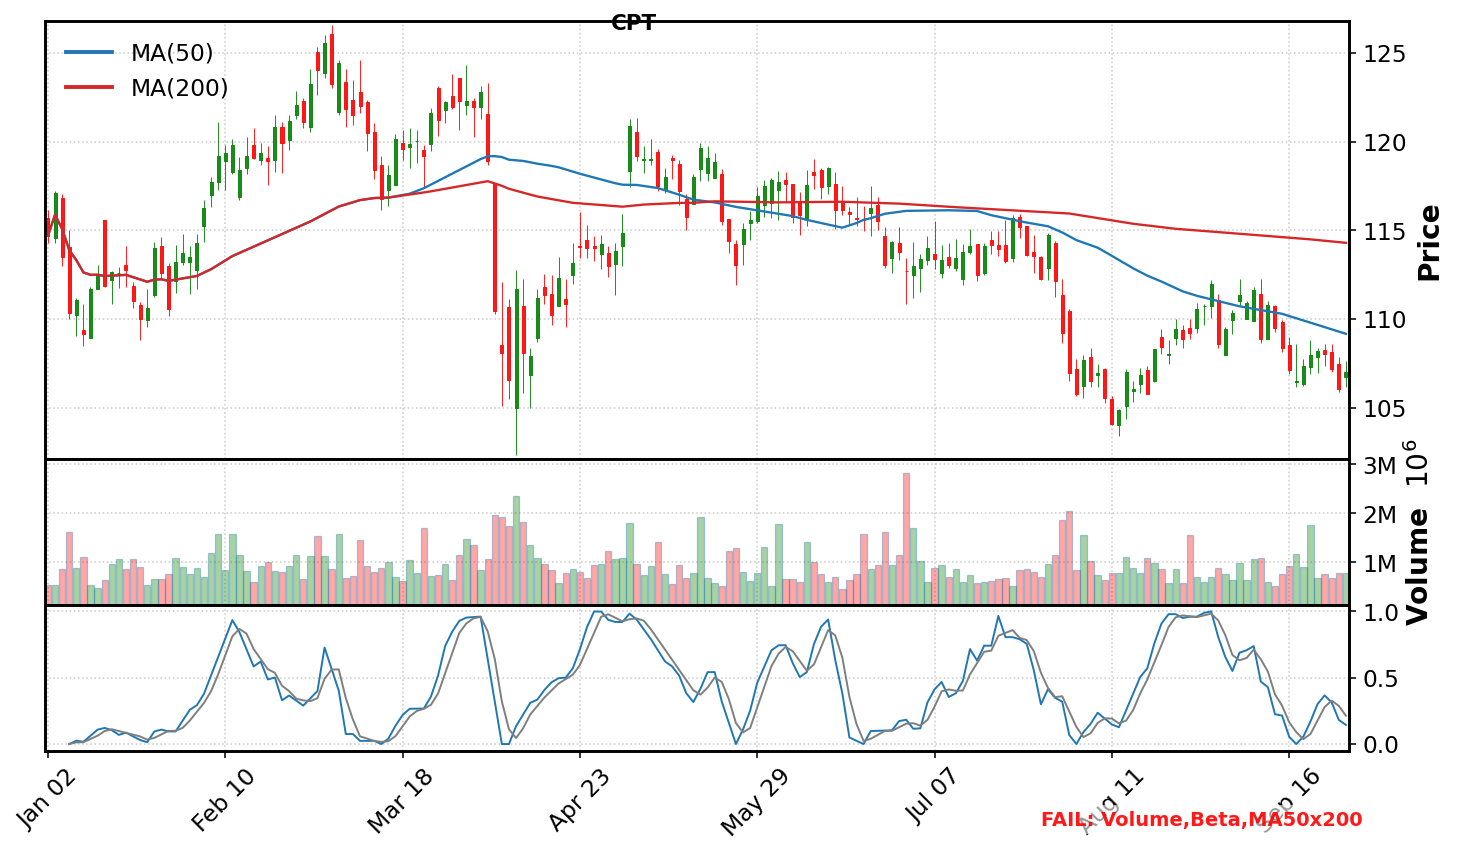 CPT
MA(50)
MA(200)
125
120
115
110
105
Price
3M
2M
1M
Volume 10^6
1.0
0.5
0.0
Jan 02
Feb 10
Mar 18
Apr 23
May 29
Jul 07
Aug 11
Sep 16
FAIL: Volume,Beta,MA50x200